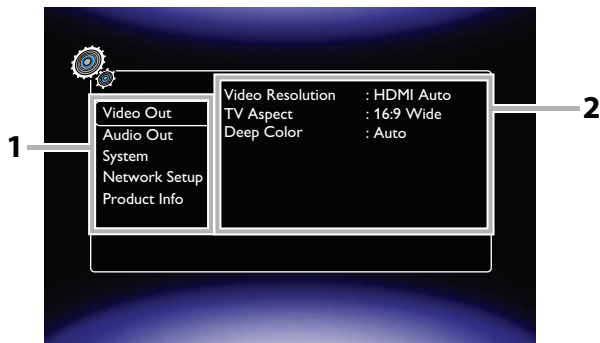 1
Video Out
Audio Out
System
Network Setup
Product Info
Video Resolution : HDMI Auto
TV Aspect : 16:9 Wide
Deep Color : Auto
2